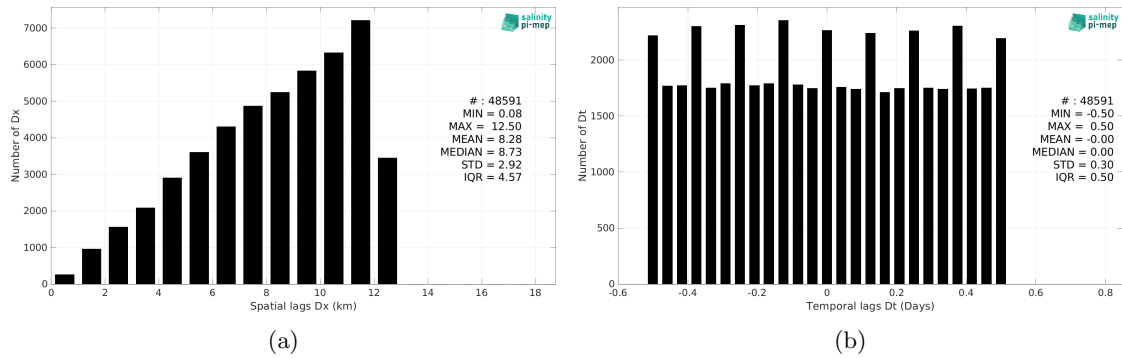 7000
6000
5000
4000
3000
2000
1000
0
Number of Dx
0 2 4 6 8 10 12 14 16 18
Spatial lags Dx (km)
salinity
pi-mep
# : 48591
MIN = 0.08
MAX = 12.50
MEAN = 8.28
MEDIAN = 8.73
STD = 2.92
IQR = 4.57
(a)
2000
1500
1000
500
0
Number of Dt
-0.6 -0.4 -0.2 0 0.2 0.4 0.6 0.8
Temporal lags Dt (Days)
salinity
pi-mep
# : 48591
MIN = -0.50
MAX = 0.50
MEAN = -0.00
MEDIAN = 0.00
STD = 0.30
IQR = 0.50
(b)